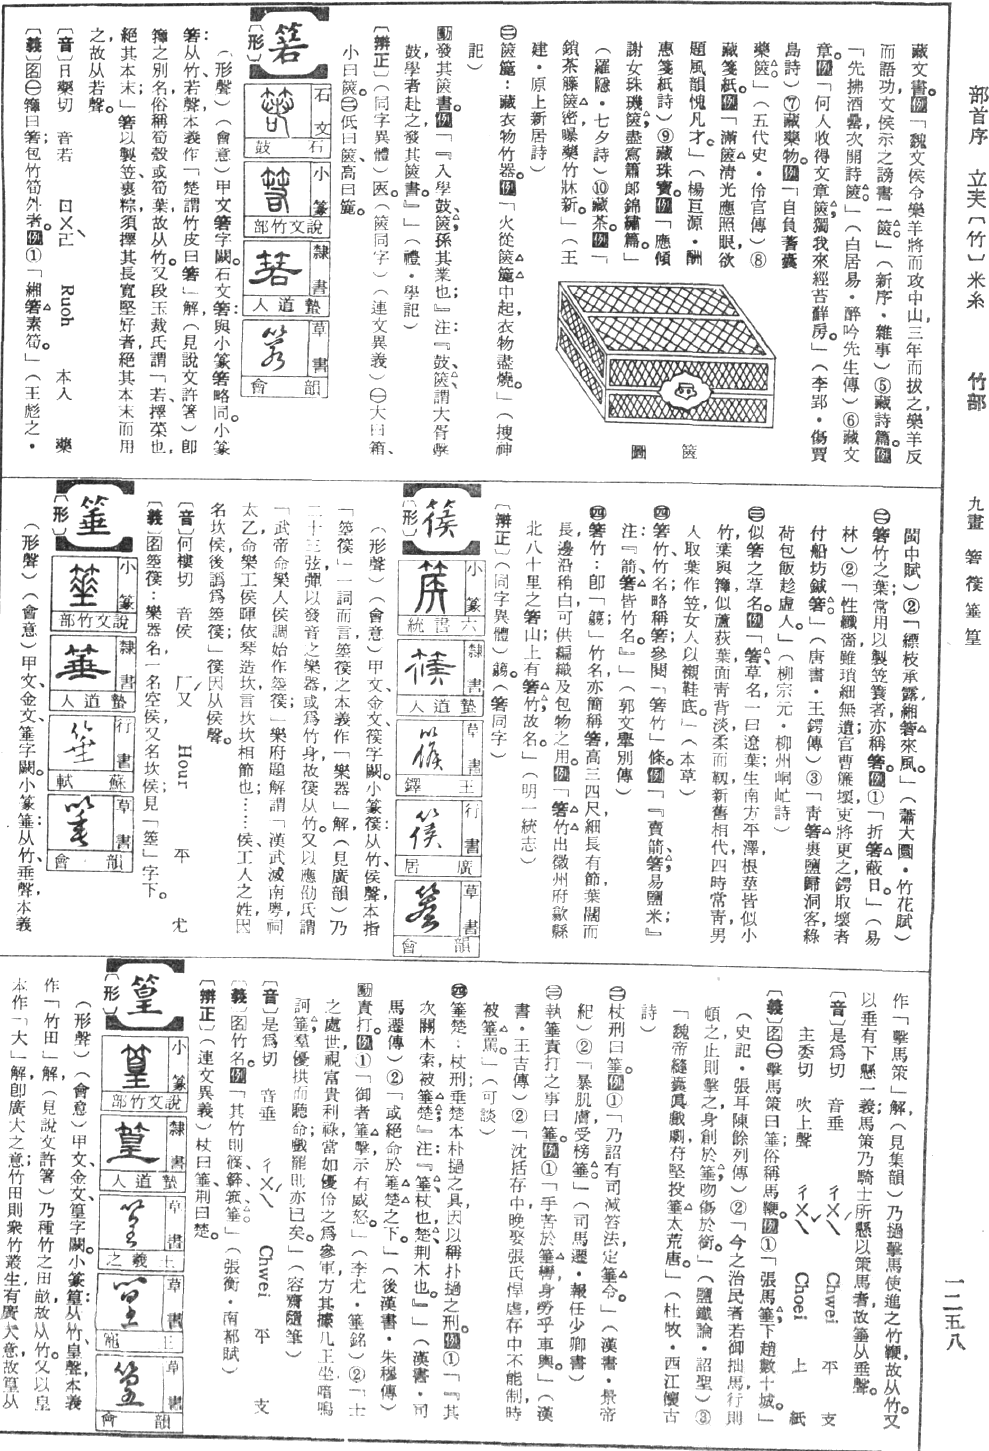 部首序　立耒〔竹〕米糸　竹部　九畫　箬篌箠篁　一二五八
藏文書。例「魏文侯令樂羊將而攻中山三年而拔之樂羊反
而語功文侯示之謗書一篋」（新序・雜事）⑤藏詩篇。例
「先拂酒罍次開詩篋。」（白居易・醉吟先生傳）⑥藏文
章。例「何人收得文章篋獨我來經苔蘚房。」（李郢・傷賈
島詩）⑦藏藥物。例「自負蓍囊
藥篋。」（五代史・伶官傳）⑧
藏箋紙。例「滿篋清光應照眼欲
題風韻愧凡才。」（楊巨源・酬
惠箋紙詩）⑨藏珠寶。例「應傾
謝女珠璣篋盡寫蕭郎錦繡篇。」
（羅隱・七夕詩）⑩藏茶。例「
鎖茶籐篋密曝藥竹牀新。」（王
建・原上新居詩）
篋圖
㊁篋簏：藏衣物竹器。例「火從篋簏中起衣物盡燒。」（搜神
記）
動發其篋書。例「『入學鼓篋孫其業也』注：『鼓篋謂大胥擊
鼓學者赴之發其篋書。』」（禮・學記）
〔辨正〕（同字異體）匧（篋同字）（連文異義）㊀大曰箱、
小曰篋。㊁低曰篋高曰簏。
箬〔形〕
石文　石鼓
小篆　說文竹部
隸書　蟄道人
草書　韻會
（形聲）（會意）甲文箬字闕。石文箬：與小篆箬略同。小篆
箬：从竹、若聲，本義作「楚謂竹皮曰箬」解（見說文許箸）卽
籜之別名俗稱筍殼或筍葉，故从竹。又段玉裁氏謂「若擇菜也，
絕其本末」箬以製笠裹粽須擇其長寬堅好者絕其本末而用
之，故从若聲。
〔音〕日藥切　音若　ㄖㄨㄛˋ　Ruoh　本入　藥
〔義〕名㊀籜曰箬；包竹筍外者。例①「緗箬素筍」（王彪之・
閩中賦）②「縹枝承露緗箬來風。」（蕭大圜・竹花賦）
㊁箬竹之葉常用以製笠簑者亦稱箬。例①「折箬蔽日。」（易
林）②「性纖嗇雖瑣細無遺官曹簾壞吏將更之鍔取壞者
付船坊鍼箬。」（唐書・王鍔傳）③「靑箬裹鹽歸洞客綠
荷包飯趁虛人。」（柳宗元・柳州峒氓詩）
㊂似箬之草名。例「箬草名，一曰遼葉生南方平澤根莖皆似小
竹，葉與籜似蘆荻葉面靑背淡柔而韌新舊相代四時常靑男
人取葉作笠女人以襯鞋底。」（本草）
㊃箬竹：竹名略稱箬參閱「箬竹」條。例「『賣箭箬易鹽米』
注：『箭箬皆竹名。』」（郭文舉別傳）
㊃箬竹：卽「䈞」竹名，亦簡稱箬高三四尺細長有節葉闊而
長邊沿稍白可供編織及包物之用。例「箬竹出徽州府歙縣
北八十里之箬山；山上有箬竹故名。」（明一統志）
〔辨正〕（同字異體）䈞（箬同字）
篌〔形〕
小篆　六書統
隸書　蟄道人
草書　王鐸
行書　廣居
草書　韻會
（形聲）（會意）甲文、金文篌字闕。小篆篌：从竹、侯聲，本指
「箜篌」一詞而言，箜篌之本義作「樂器」解（見廣韻）乃
二十三弦彈以發音之樂器或爲竹身故篌从竹。又以應劭氏謂
「武帝命樂人侯調始作箜篌」樂府題解謂「漢武滅南粵祠
太乙命樂工侯暉依琴造坎，言坎坎相節也……侯，工人之姓因
名坎侯後譌爲箜篌」篌因从侯聲。
〔音〕何樓切　音侯　ㄏㄡˊ　Hour　平　尤
〔義〕名箜篌：樂器名一名空侯又名坎侯，見「箜」字下。
箠〔形〕
小篆　說文竹部
隸書　蟄道人
行書　蘇軾
草書　韻會
（形聲）（會意）甲文、金文、箠字闕。小篆箠：从竹、垂聲，本義
作「擊馬策」解，（見集韻）乃撾擊馬使進之竹鞭，故从竹。又
以垂有下懸一義；馬策乃騎士所懸以策馬者，故箠从垂聲。
〔音〕是爲切　音垂　ㄔㄨㄟˊ　Chwei　平　支
主委切　吹上聲　ㄔㄨㄟˇ　Choei　上　紙
〔義〕名㊀擊馬策曰箠俗稱馬鞭。例①「張馬箠下趙數十城。」
（史記・張耳陳餘列傳）②「今之治民者若御拙馬行則
頓之止則擊之身創於箠吻傷於銜。」（鹽鐵論・詔聖）③
「魏帝縫囊眞戲劇苻堅投箠太荒唐。」（杜牧・西江懷古
詩）
㊁杖刑曰箠。例①「乃詔有司減笞法定箠令。」（漢書・景帝
紀）②「暴肌膚受榜箠。」（司馬遷・報任少卿書）
㊂執箠責打之事曰箠。例①「手苦於箠轡身勞乎車輿。」（漢
書・王吉傳）②「沈括存中晚娶張氏悍虐存中不能制時
被箠罵。」（可談）
㊃箠楚：杖刑；垂楚本朴撾之具，因以稱扑撾之刑。例①「『其
次關木索被箠楚』注：『箠杖也楚荆木也。』」（漢書・司
馬遷傳）②「或絕命於箠楚之下。」（後漢書・朱穆傳）
動責打。例①「御者箠擊示有威怒。」（李尤・箠銘）②「士
之處世視富貴利祿當如優伶之爲參軍方其據几正坐噫嗚
訶箠羣優拱而聽命戲罷則亦已矣。」（容齋隨筆）
〔音〕是爲切　音垂　ㄔㄨㄟˊ　Chwei　平　支
〔義〕名竹名。例「其竹則䉋籦䈽箠」（張衡・南都賦）
〔辨正〕（連文異義）杖曰箠荆曰楚。
篁〔形〕
小篆　說文竹部
隸書　蟄道人
草書　王羲之
草書　王寵
草書　韻會
（形聲）（會意）甲文、金文、篁字闕。小篆篁：从竹、皇聲，本義
作「竹田」解，（見說文許箸）乃種竹之田畝，故从竹。又以皇
本作「大」解卽廣大之意；竹田則衆竹叢生有廣大意故篁从